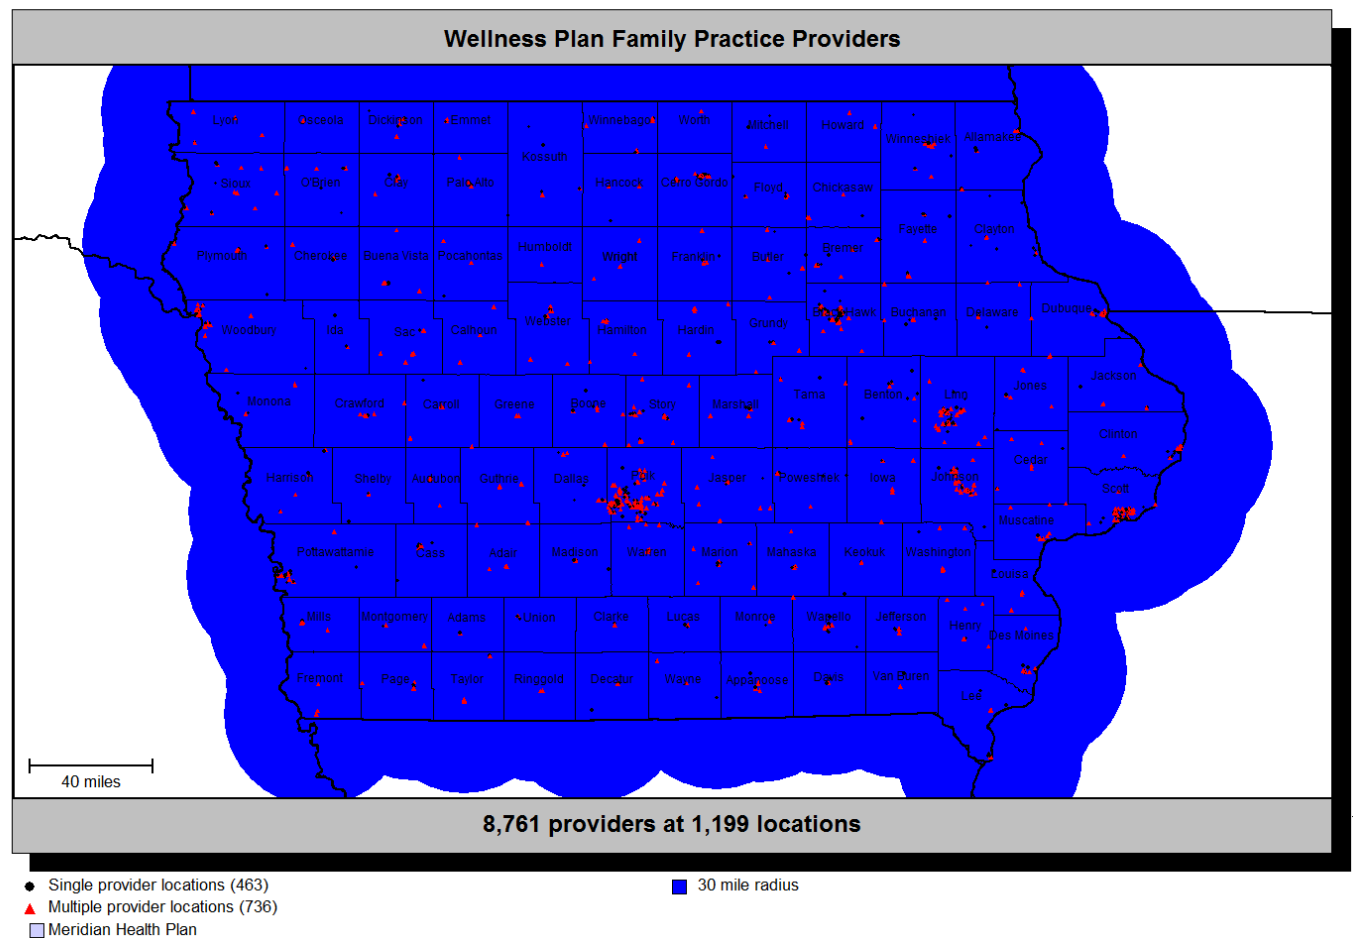 Wellness Plan Family Practice Providers
Lyon Osceola Dickinson Emmet Winnebago Worth Mitchell Howard Winneshiek Allamakee
Kossuth
Sioux O'Brien Clay Palo Alto Hancock Cerro Gordo Floyd Chickasaw
Fayette Clayton
Plymouth Cherokee Buena Vista Pocahontas Humboldt Wright Franklin Butler Bremer
Woodbury Ida Sac Calhoun Webster Hamilton Hardin Grundy Black Hawk Buchanan Delaware Dubuque
Monona Crawford Carroll Greene Boone Story Marshall Tama Benton Linn Jones Jackson
Clinton
Harrison Shelby Audubon Guthrie Dallas Polk Jasper Poweshiek Iowa Johnson Cedar Scott
Muscatine
Pottawattamie Cass Adair Madison Warren Marion Mahaska Keokuk Washington
Louisa
Mills Montgomery Adams Union Clarke Lucas Monroe Wapello Jefferson Henry Des Moines
Fremont Page Taylor Ringgold Decatur Wayne Appanoose Davis Van Buren Lee
40 miles
8,761 providers at 1,199 locations
Single provider locations (463)
30 mile radius
Multiple provider locations (736)
Meridian Health Plan